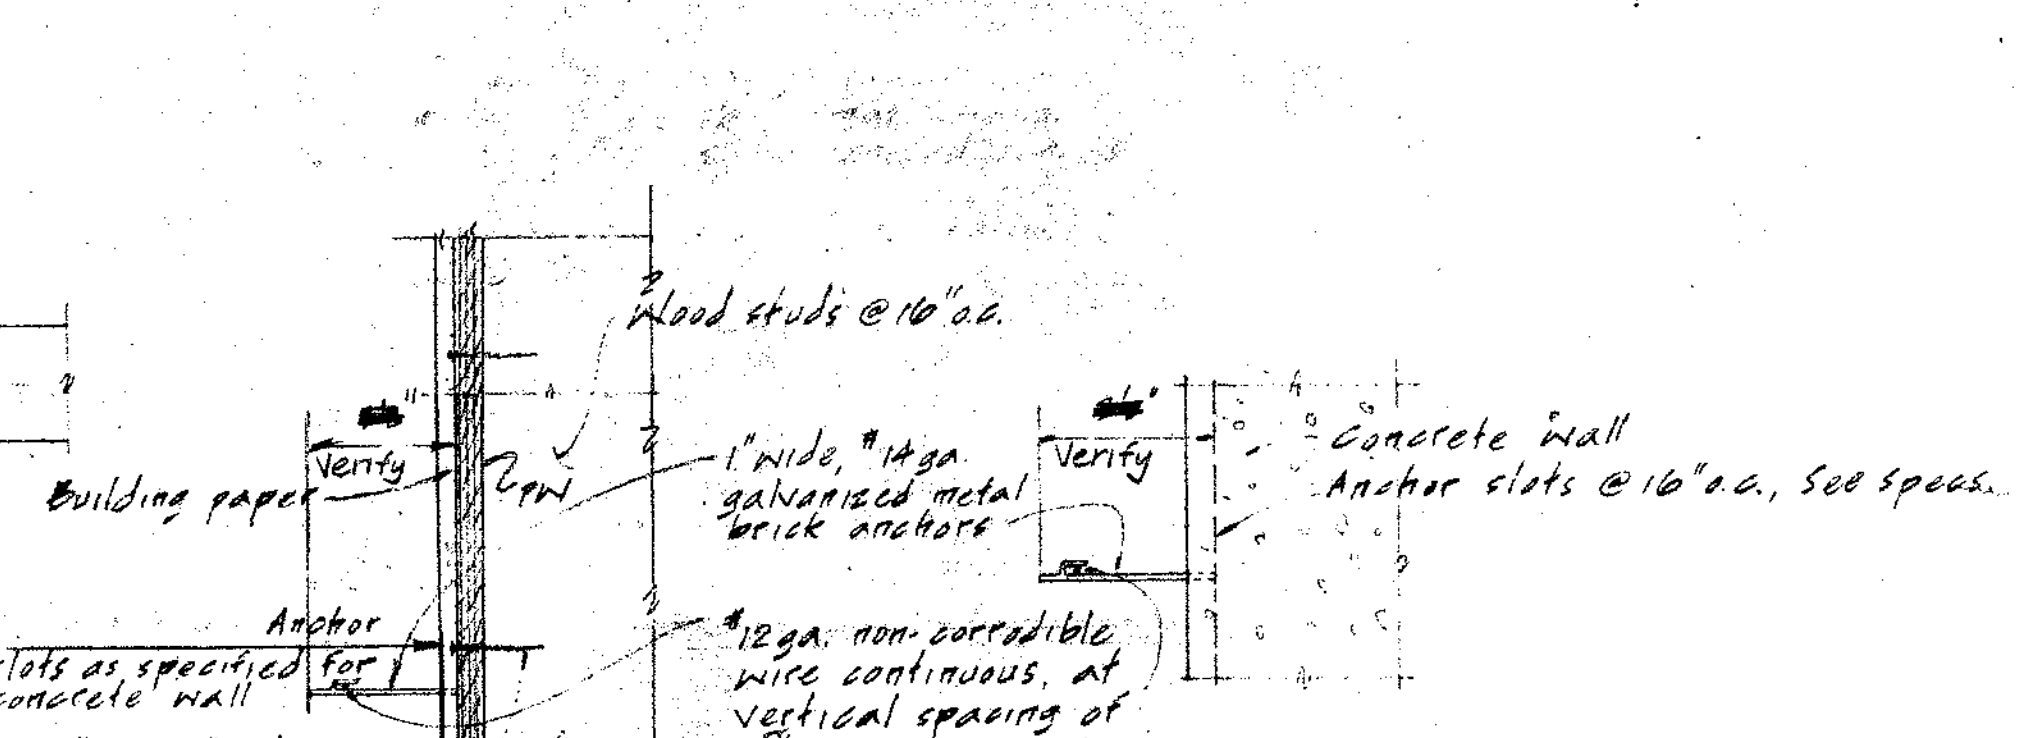 Wood studs @ 16" o.c.
Verify
Building paper
PW
1" wide, #14 ga.
galvanized metal
brick anchors
Verify
Concrete wall
Anchor slots @ 16" o.c., See specs.
Anchor
slots as specified for
concrete wall
#12 ga. non-corrodible
wire continuous, at
vertical spacing of